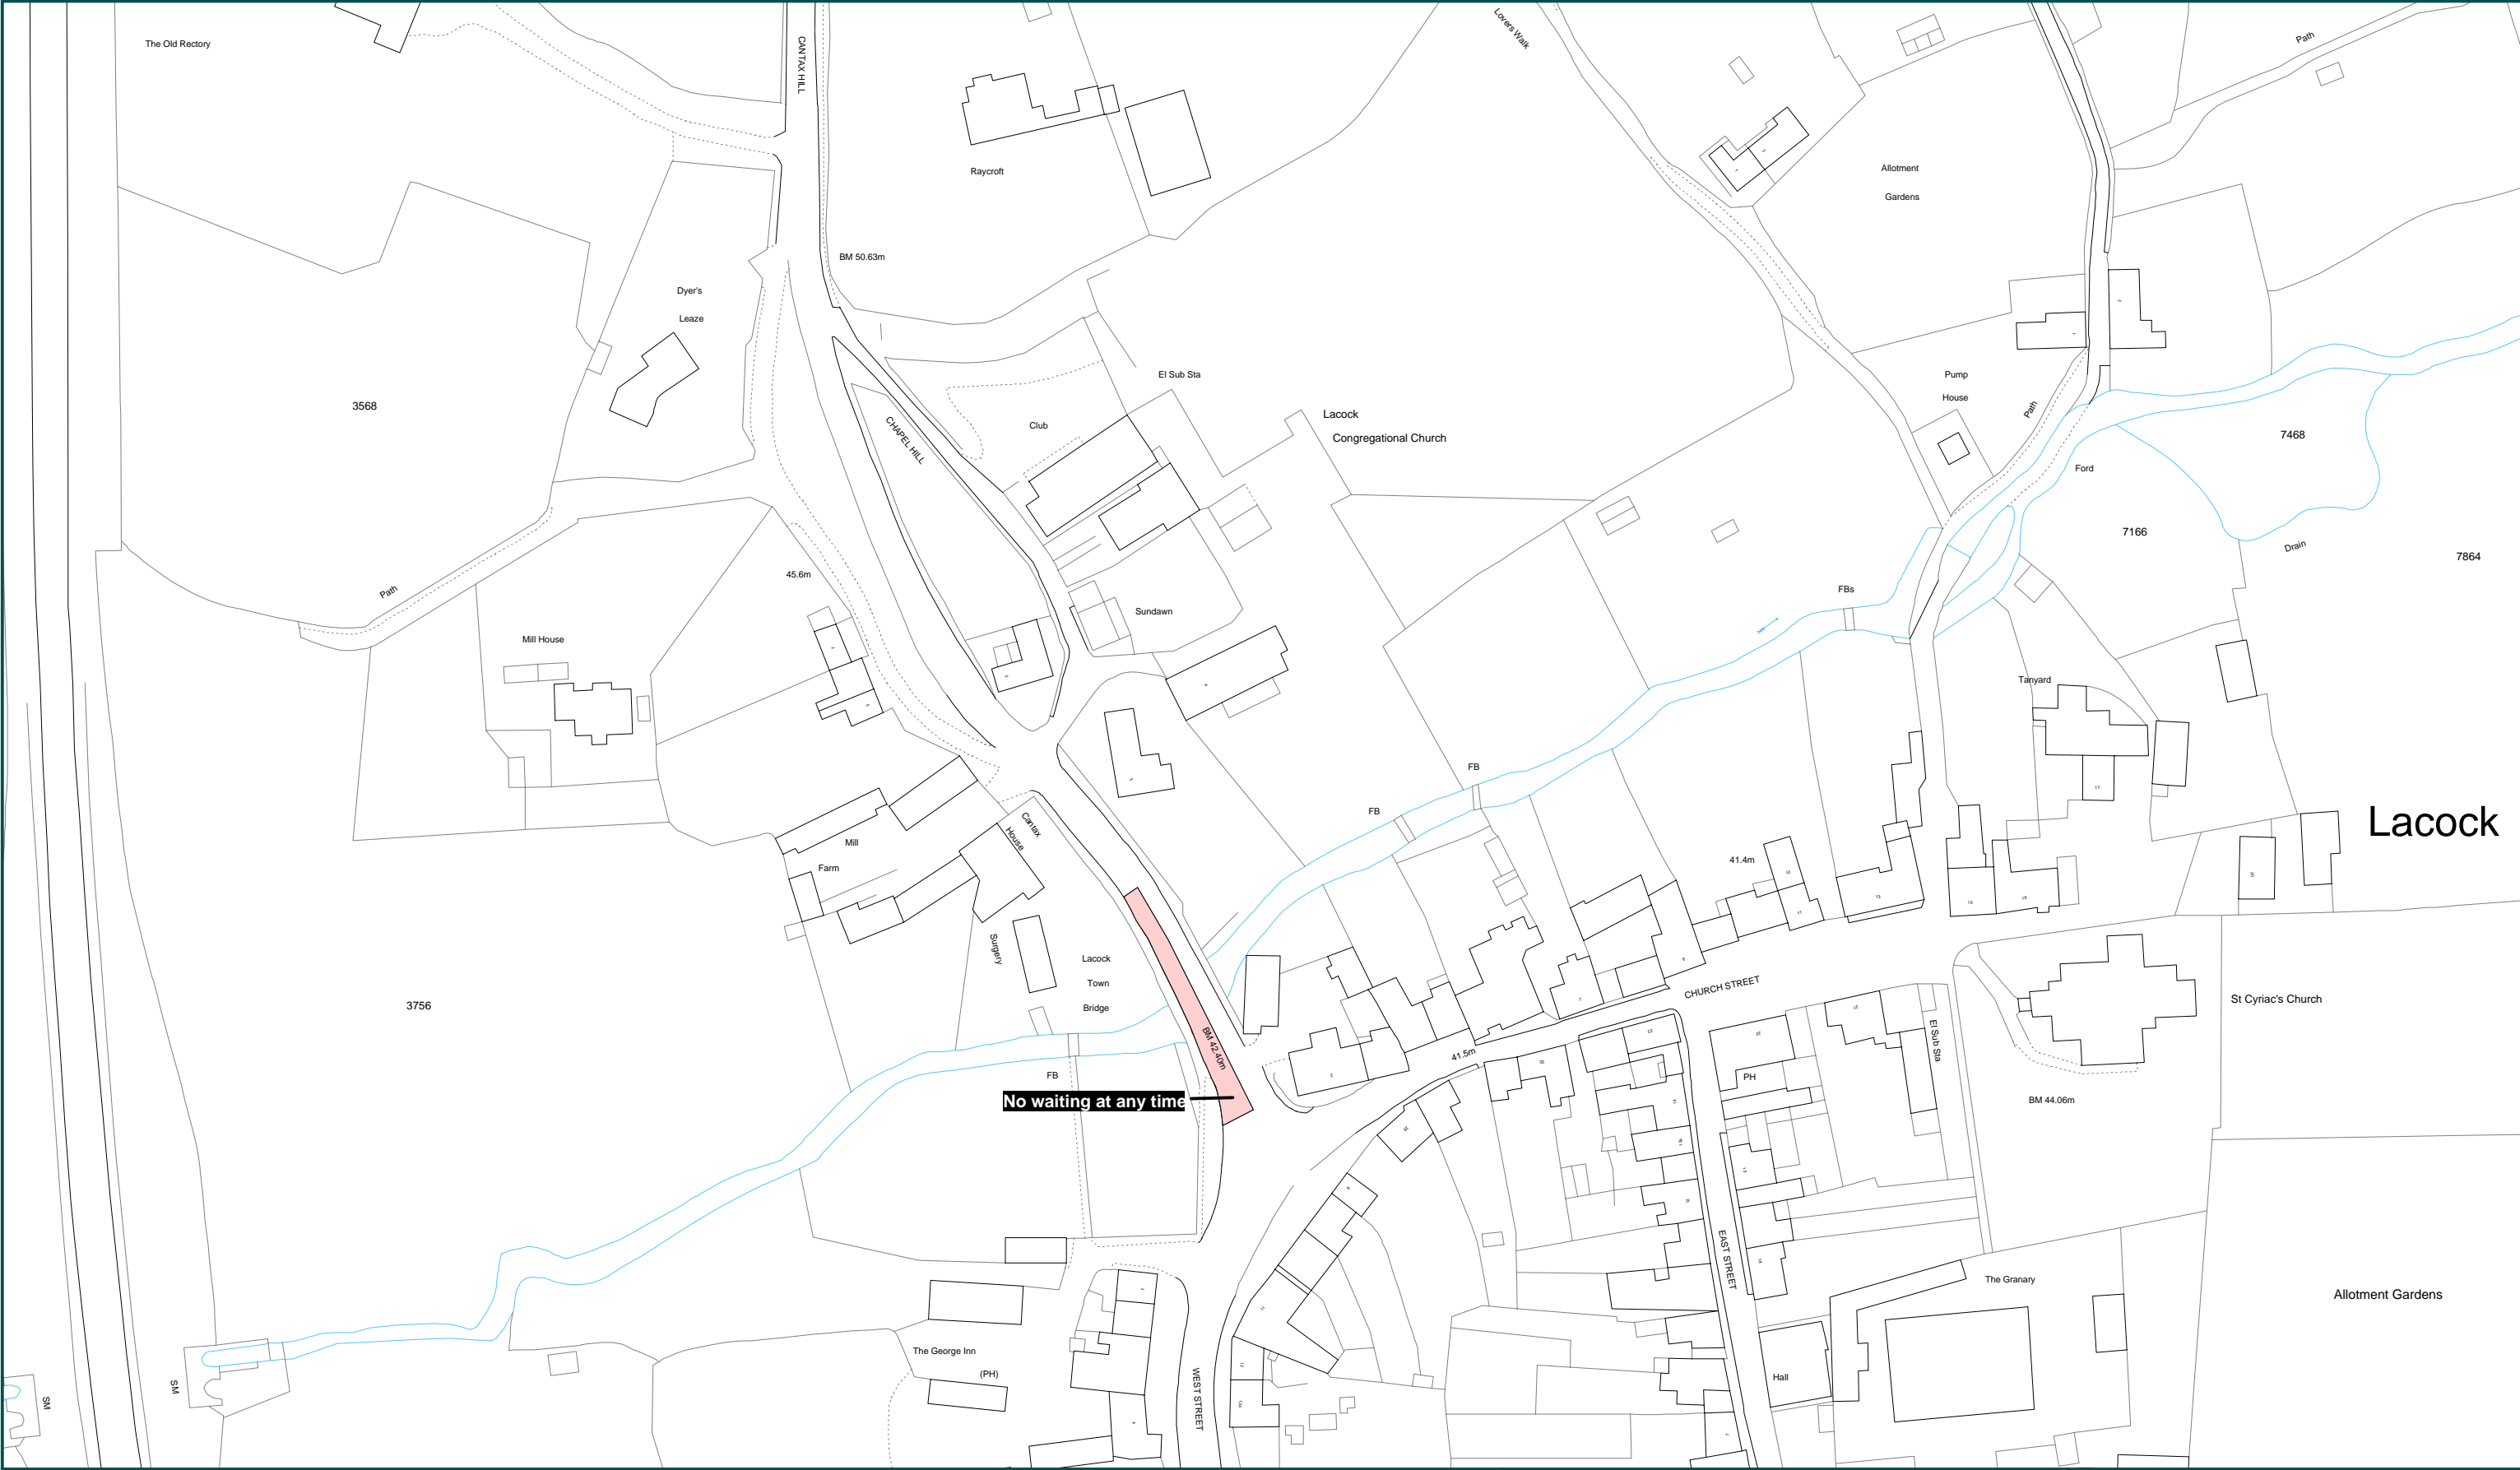 The Old Rectory
CANTAX HILL
Lovers Walk
Path
Raycroft
Allotment
Gardens
BM 50.63m
Dyer's
Leaze
El Sub Sta
Pump
House
3568
Club
CHAPEL HILL
Lacock
Congregational Church
Path
7468
Ford
7166
Drain
7864
45.6m
Path
FBs
Mill House
Sundawn
Tanyard
17
FB
FB
Lacock
Cantax
House
Mill
Farm
41.4m
Surgery
Lacock
Town
Bridge
3756
BM 42.40m
CHURCH STREET
St Cyriac's Church
41.5m
El Sub Sta
FB
PH
BM 44.06m
No waiting at any time
EAST STREET
The Granary
Allotment Gardens
The George Inn
(PH)
WEST STREET
Hall
SM
SM